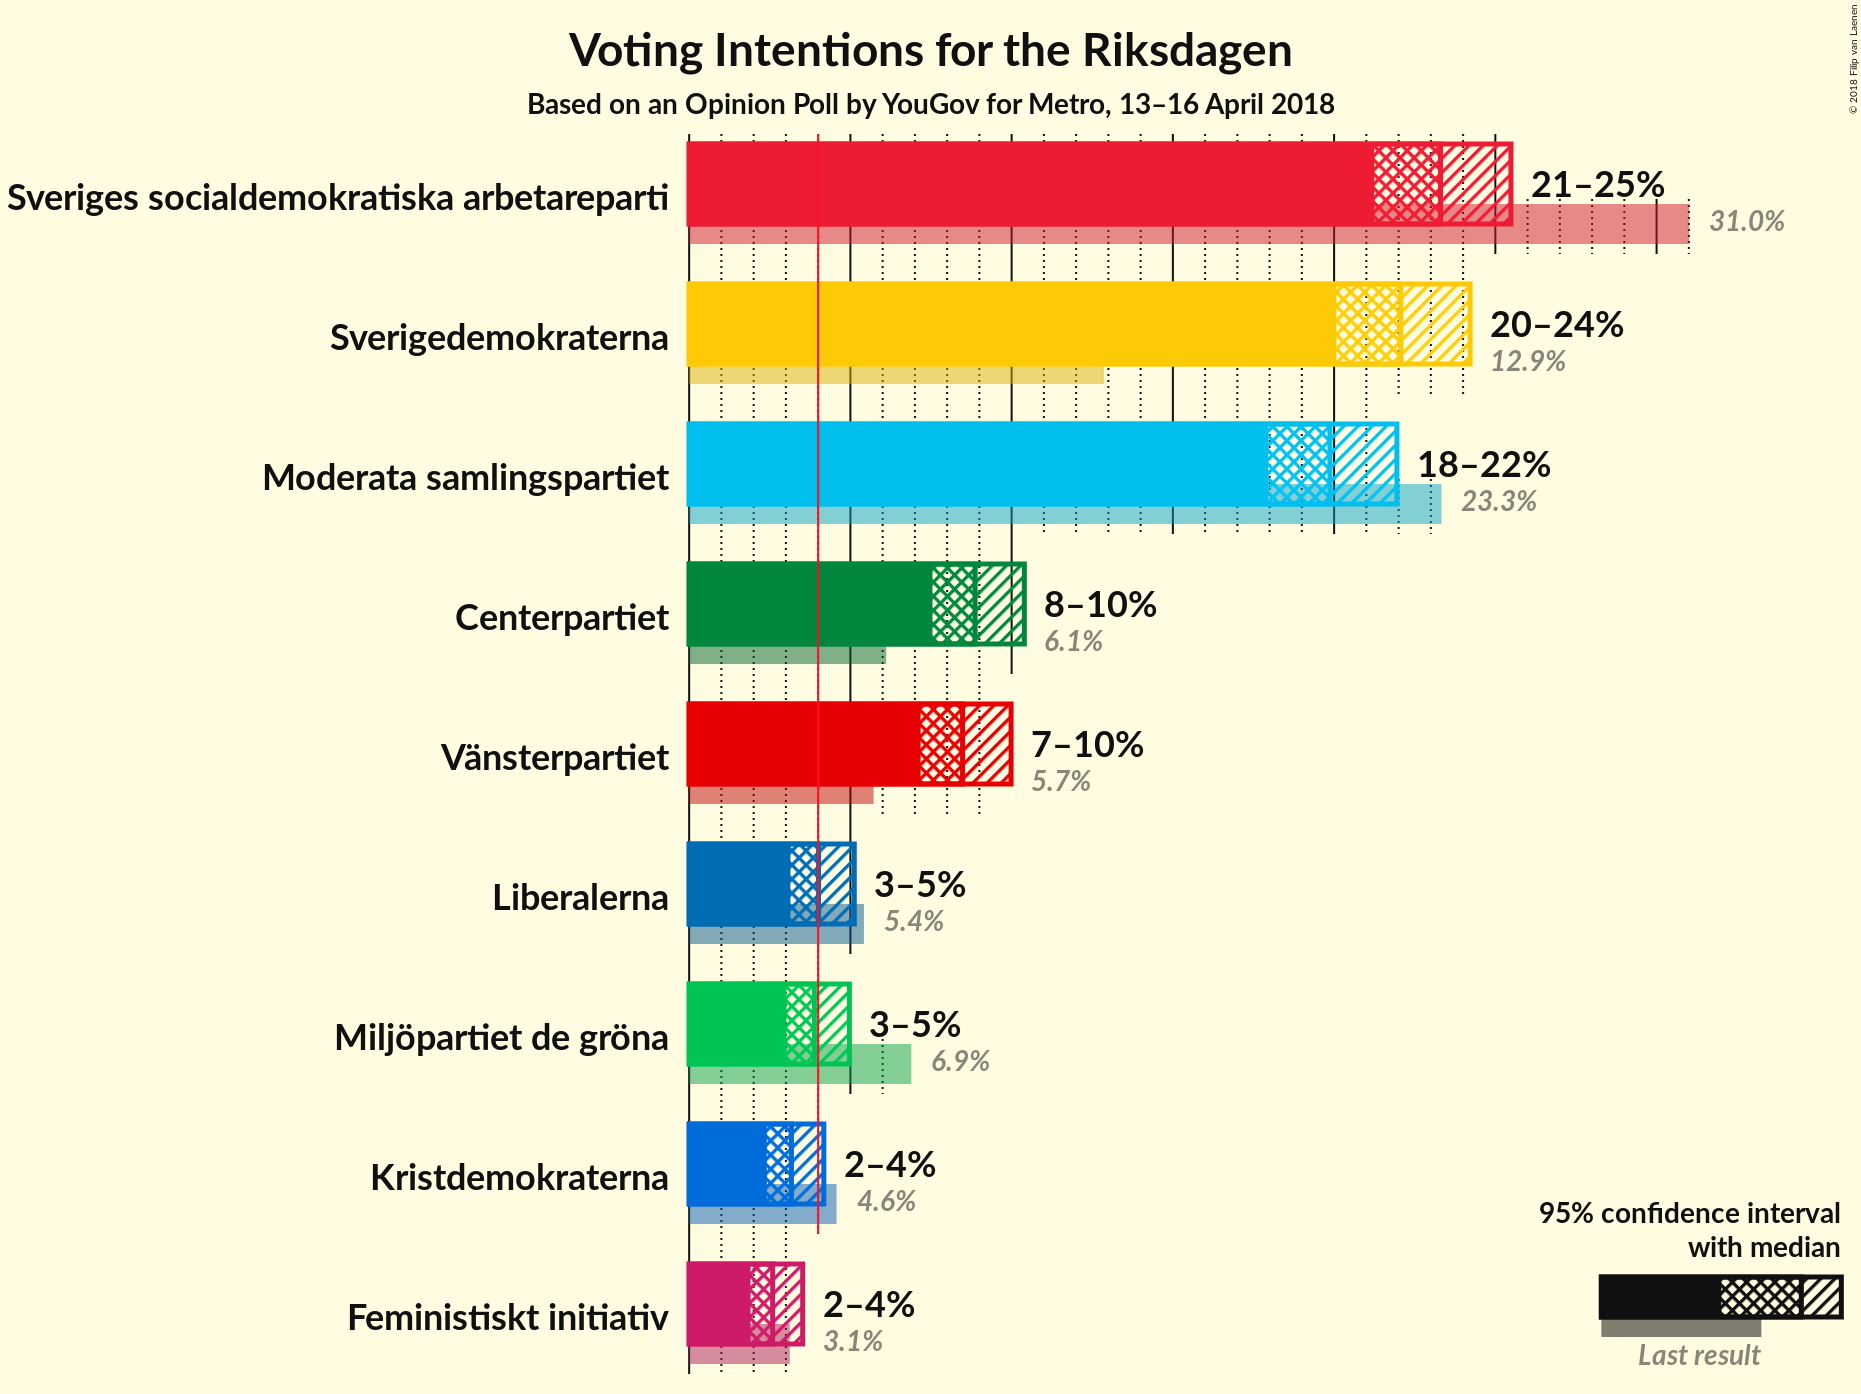 Voting Intentions for the Riksdagen
Based on an Opinion Poll by YouGov for Metro, 13–16 April 2018
© 2018 Filip van Laenen
Sveriges socialdemokratiska arbetareparti
21–25%
31.0%
Sverigedemokraterna
20–24%
12.9%
Moderata samlingspartiet
18–22%
23.3%
Centerpartiet
8–10%
6.1%
Vänsterpartiet
7–10%
5.7%
Liberalerna
3–5%
5.4%
Miljöpartiet de gröna
3–5%
6.9%
Kristdemokraterna
2–4%
4.6%
Feministiskt initiativ
2–4%
3.1%
95% confidence interval
with median
Last result